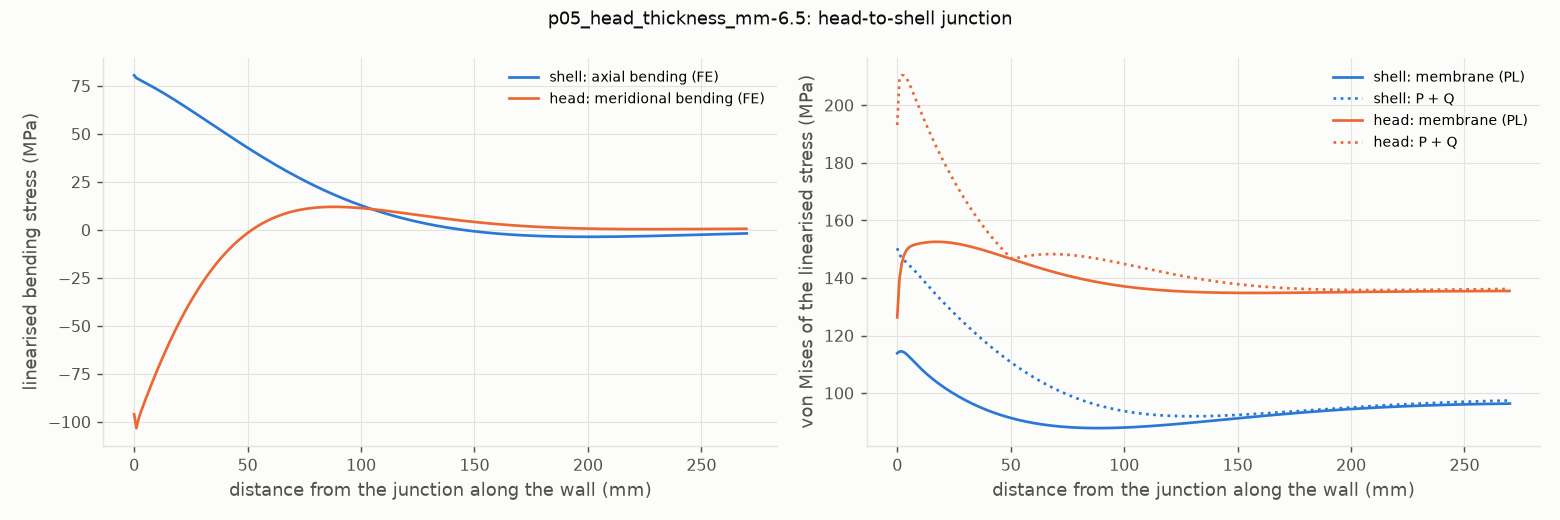 p05_head_thickness_mm-6.5: head-to-shell junction
linearised bending stress (MPa)
75
50
25
0
−25
−50
−75
−100
shell: axial bending (FE)
head: meridional bending (FE)
0
50
100
150
200
250
distance from the junction along the wall (mm)
von Mises of the linearised stress (MPa)
200
180
160
140
120
100
shell: membrane (PL)
shell: P + Q
head: membrane (PL)
head: P + Q
0
50
100
150
200
250
distance from the junction along the wall (mm)